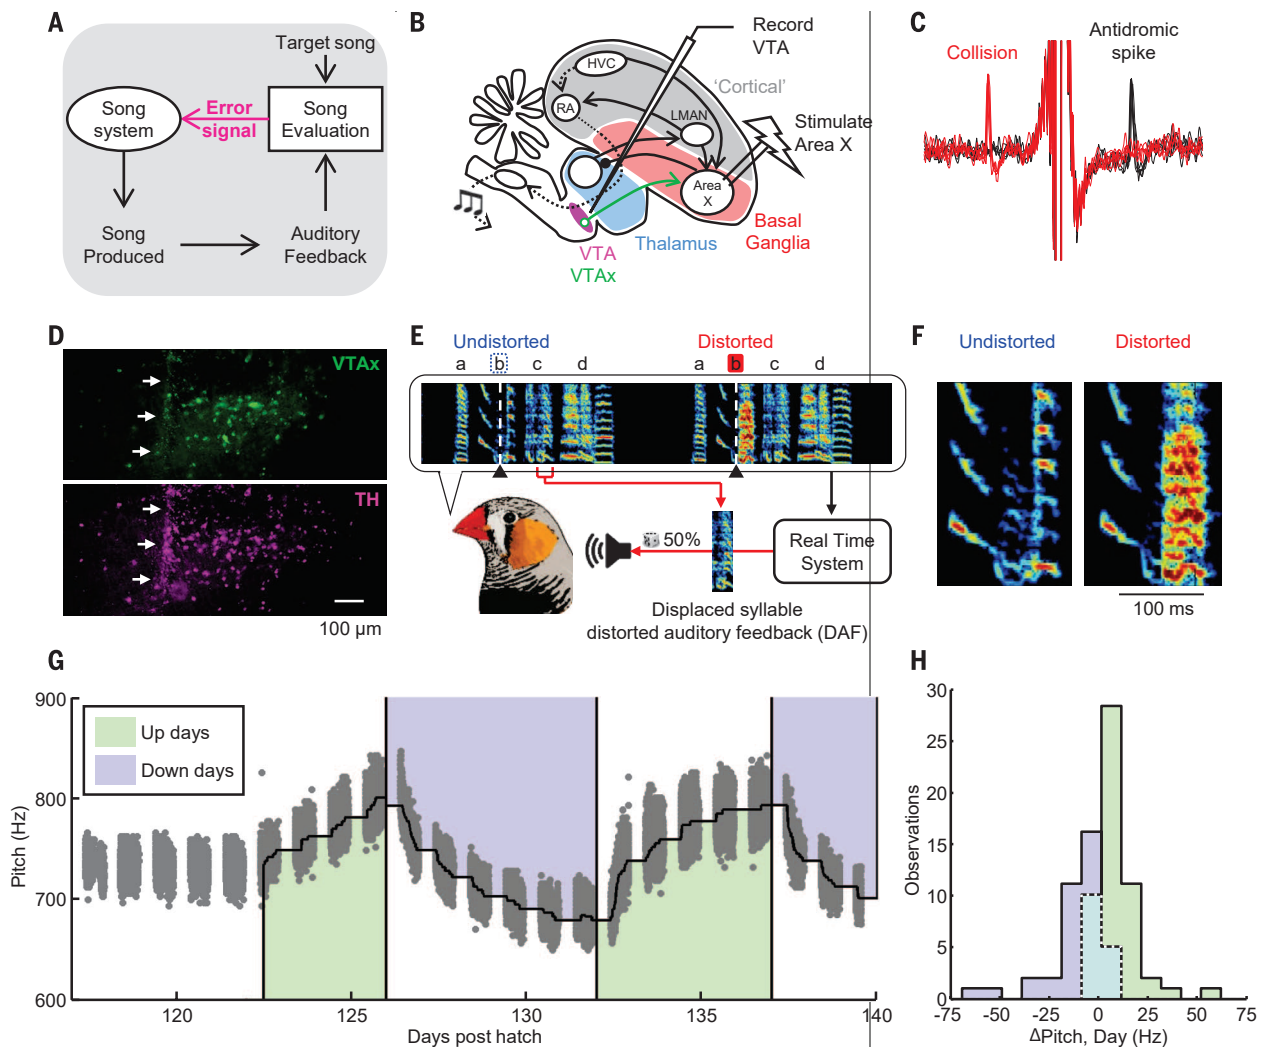 A
Target song
Song
system
Error
signal
Song
Evaluation
Song
Produced
Auditory
Feedback
B
Record
VTA
HVC
'Cortical'
RA
LMAN
Stimulate
Area X
Area
X
Basal
Ganglia
Thalamus
VTA
VTAx
C
Antidromic
spike
Collision
D
VTAx
TH
100 µm
E
Undistorted
Distorted
a b c d
a b c d
50%
Real Time
System
Displaced syllable
distorted auditory feedback (DAF)
F
Undistorted
Distorted
100 ms
G
900
800
700
600
Pitch (Hz)
Up days
Down days
120 125 130 135 140
Days post hatch
H
30
25
20
15
10
5
0
Observations
-75 -50 -25 0 25 50 75
ΔPitch, Day (Hz)